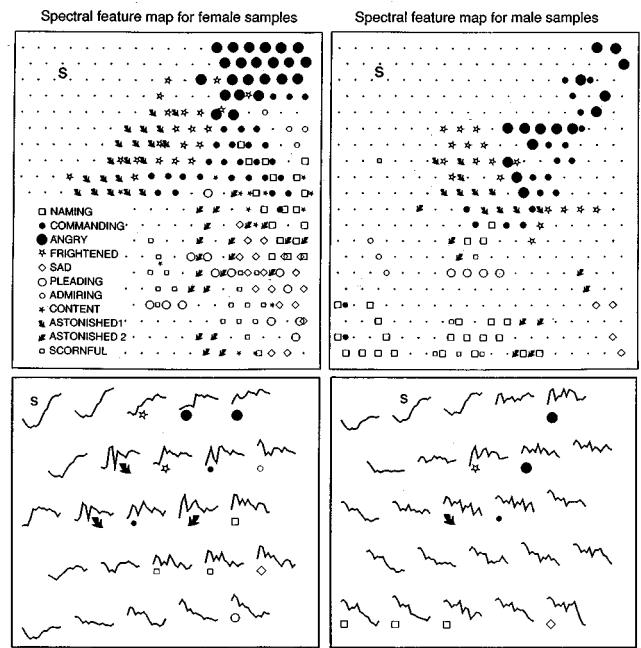 Spectral feature map for female samples
Spectral feature map for male samples
S
S
NAMING
COMMANDING
ANGRY
FRIGHTENED
SAD
PLEADING
ADMIRING
CONTENT
ASTONISHED1'
ASTONISHED 2
SCORNFUL
S
S